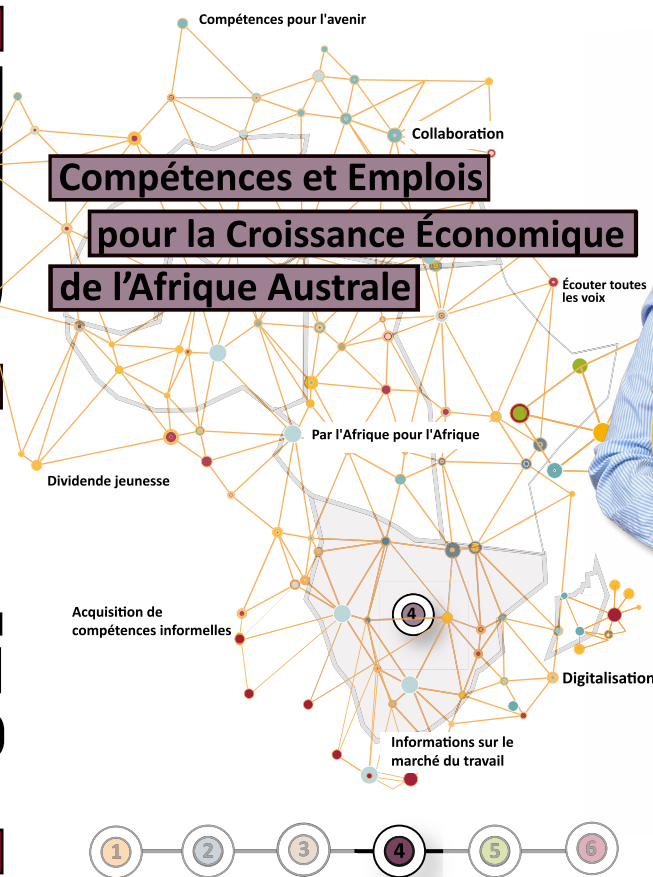 Compétences pour l'avenir
Collaboration
Compétences et Emplois
pour la Croissance Économique
de l'Afrique Australe
Écouter toutes
les voix
Par l'Afrique pour l'Afrique
Dividende jeunesse
4
Acquisition de
compétences informelles
Digitalisation
Informations sur le
marché du travail
1 2 3 4 5 6